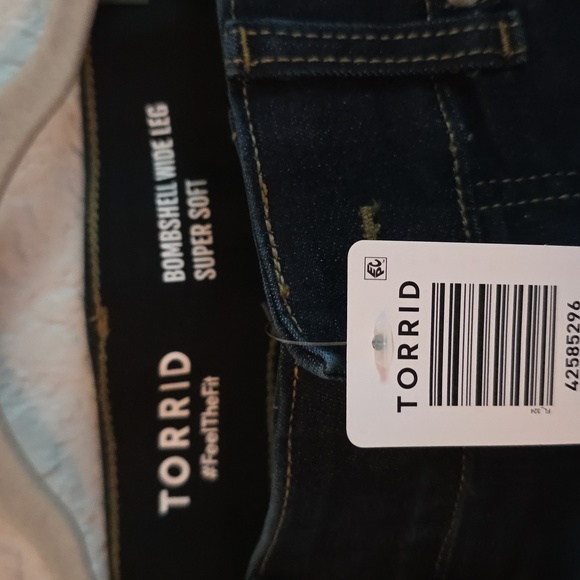 TORRID
#FeelTheFit
BOMBSHELL WIDE LEG
SUPER SOFT
TORRID
42585296